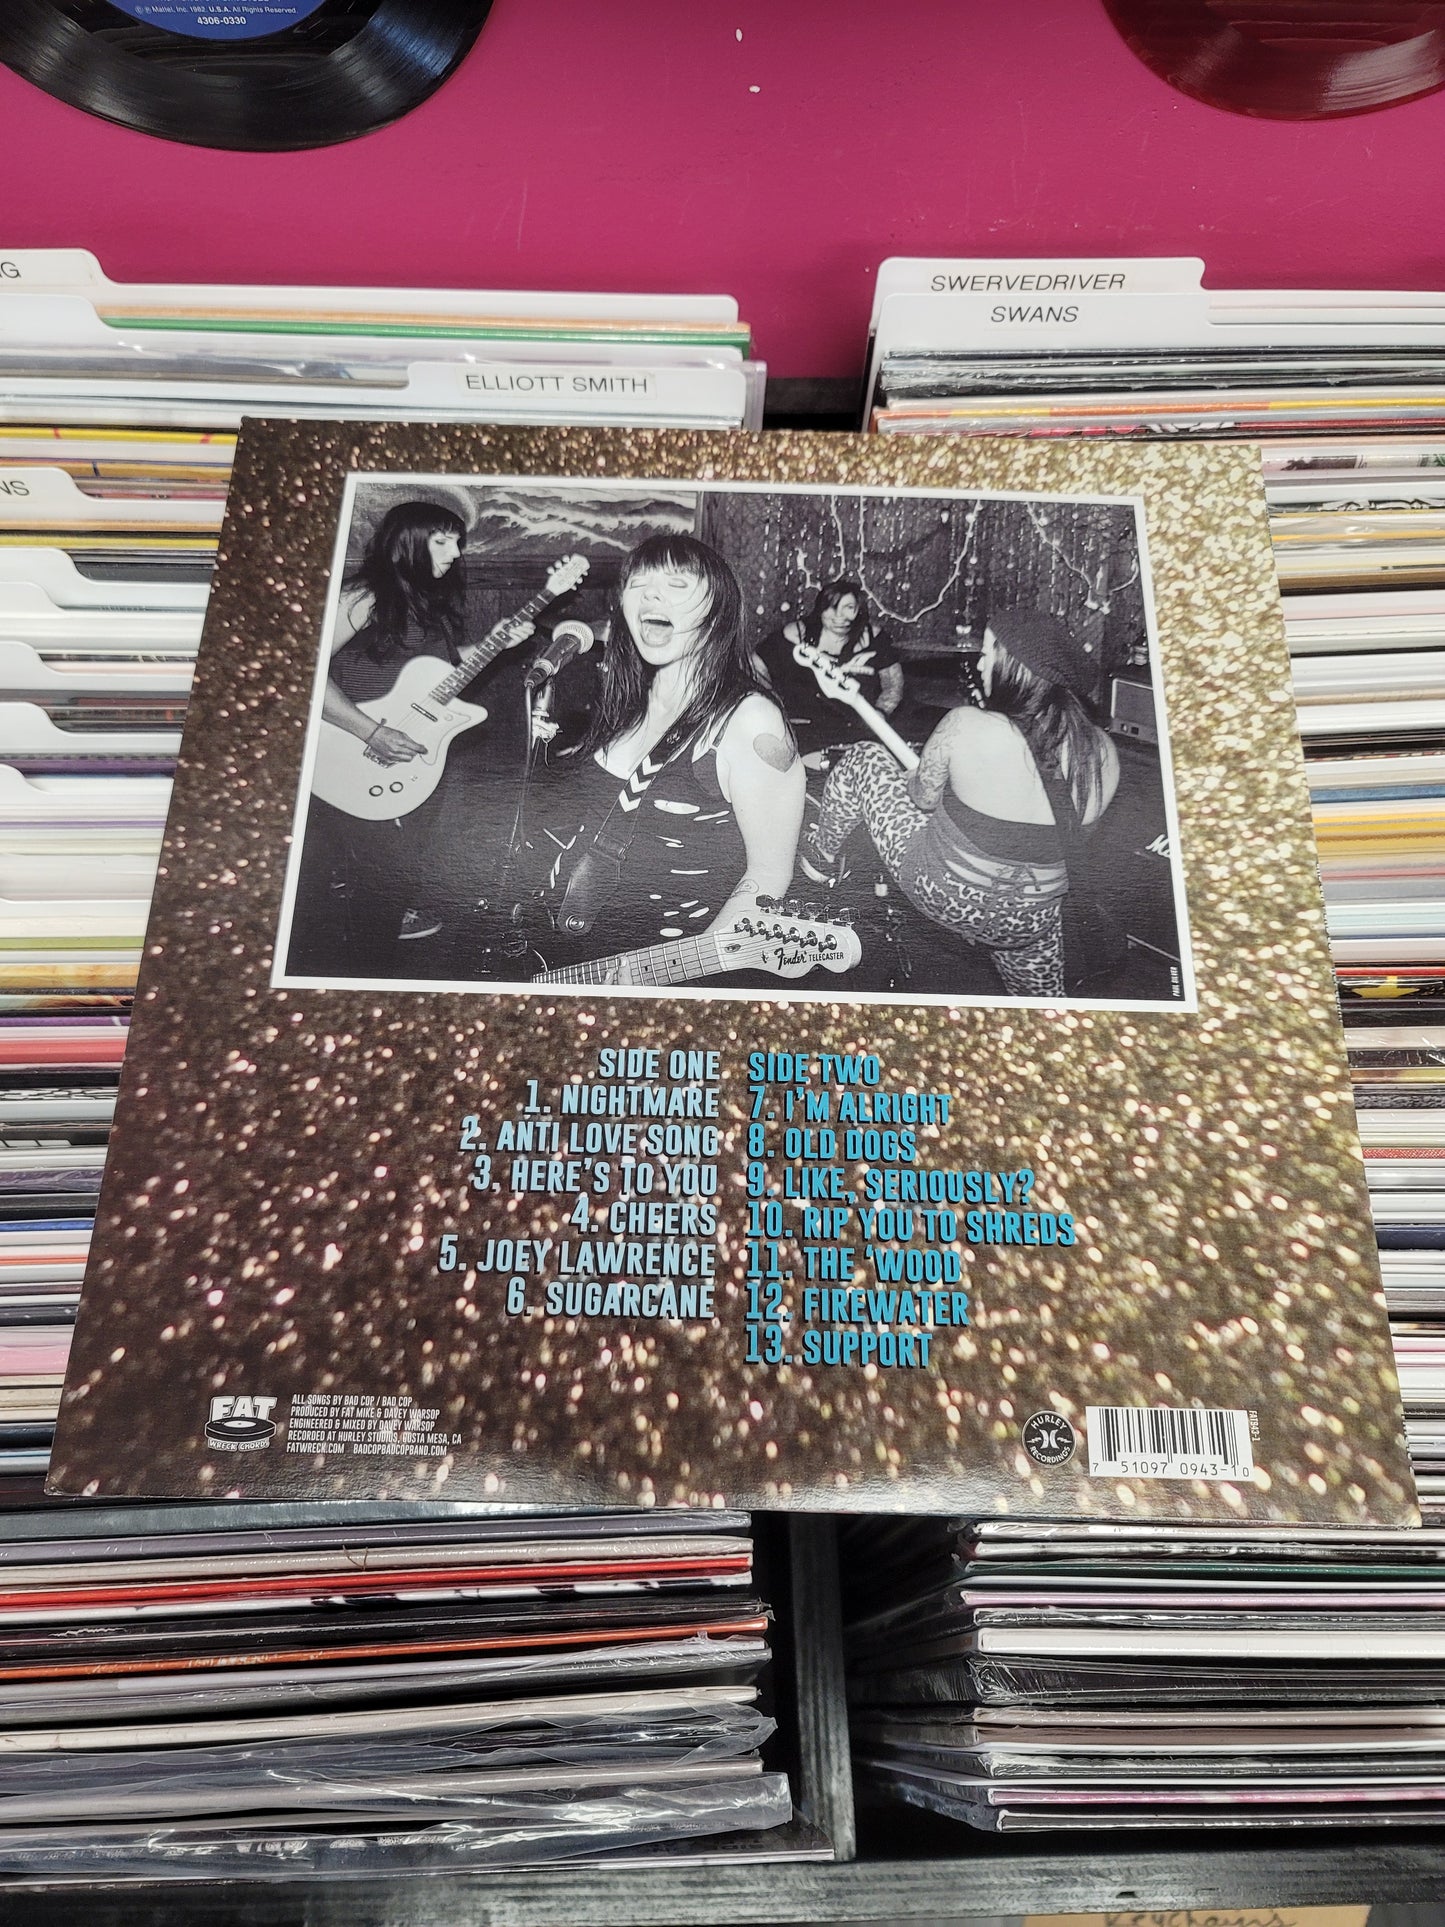 © ℗ Mattel, Inc. 1982. U.S.A. All Rights Reserved.
4306-0330
SWERVEDRIVER
SWANS
ELLIOTT SMITH
Fender TELECASTER
SIDE ONE
1. NIGHTMARE
2. ANTI LOVE SONG
3. HERE'S TO YOU
4. CHEERS
5. JOEY LAWRENCE
6. SUGARCANE
SIDE TWO
7. I'M ALRIGHT
8. OLD DOGS
9. LIKE, SERIOUSLY?
10. RIP YOU TO SHREDS
11. THE 'WOOD
12. FIREWATER
13. SUPPORT
FAT
WRECK CHORDS
ALL SONGS BY BAD COP / BAD COP
PRODUCED BY FAT MIKE & DAVEY WARSOP
ENGINEERED & MIXED BY DAVEY WARSOP
RECORDED AT HURLEY STUDIOS, COSTA MESA, CA
FATWRECK.COM BADCOPBADCOPBAND.COM
HURLEY
RECORDINGS
7 51097 0943-1 0
FAT943-1